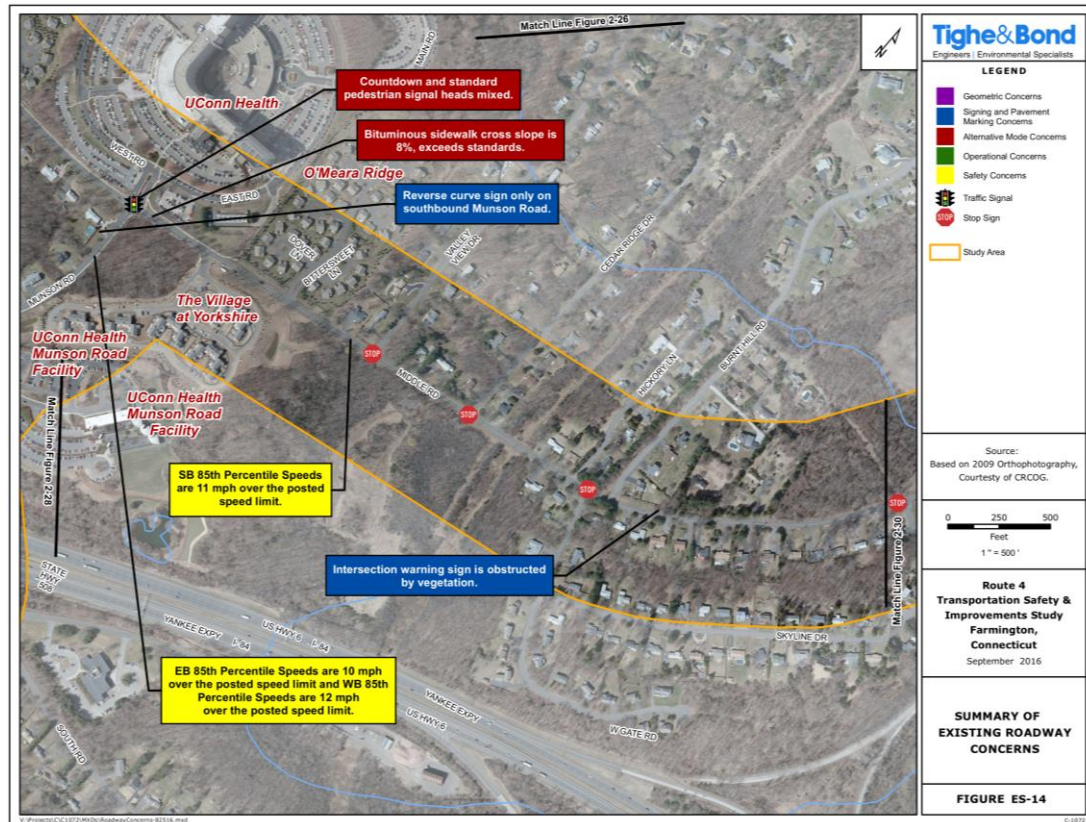 Match Line Figure 2-26
MAIN RD
UConn Health
Countdown and standard
pedestrian signal heads mixed.
Bituminous sidewalk cross slope is
8%, exceeds standards.
WEST RD
O'Meara Ridge
EAST RD
Reverse curve sign only on
southbound Munson Road.
DOVER
LN
BITTERSWEET
LN
VALLEY
VIEW DR
CEDAR RIDGE DR
MUNSON RD
The Village
at Yorkshire
UConn Health
Munson Road
Facility
STOP
MIDDLE RD
HICKORY LN
BURNT HILL RD
UConn Health
Munson Road
Facility
STOP
Match Line Figure 2-28
SB 85th Percentile Speeds
are 11 mph over the posted
speed limit.
STOP
STOP
Match Line Figure 2-30
Intersection warning sign is obstructed
by vegetation.
STATE
HWY
508
YANKEE EXPY
I- 84
US HWY 6
SKYLINE DR
EB 85th Percentile Speeds are 10 mph
over the posted speed limit and WB 85th
Percentile Speeds are 12 mph
over the posted speed limit.
YANKEE EXPY
I- 84
US HWY 6
W GATE RD
SOUTH RD
Tighe&Bond
Engineers | Environmental Specialists
LEGEND
Geometric Concerns
Signing and Pavement
Marking Concerns
Alternative Mode Concerns
Operational Concerns
Safety Concerns
Traffic Signal
STOP
Stop Sign
Study Area
Source:
Based on 2009 Orthophotography,
Courtesty of CRCOG.
0 250 500
Feet
1 " = 500 '
Route 4
Transportation Safety &
Improvements Study
Farmington,
Connecticut
September 2016
SUMMARY OF
EXISTING ROADWAY
CONCERNS
FIGURE ES-14
V:\Projects\C\C1072\MXDs\RoadwayConcerns-82516.mxd
C-1072